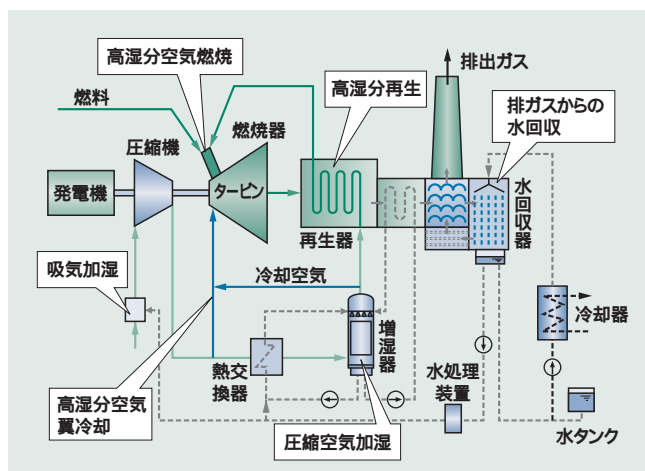 高湿分空気燃焼
排出ガス
燃料
高湿分再生
排ガスからの
水回収
圧縮機
燃焼器
発電機
タービン
水回収器
再生器
吸気加湿
冷却空気
冷却器
増湿器
熱交
換器
水処理
装置
高湿分空気
翼冷却
圧縮空気加湿
水タンク